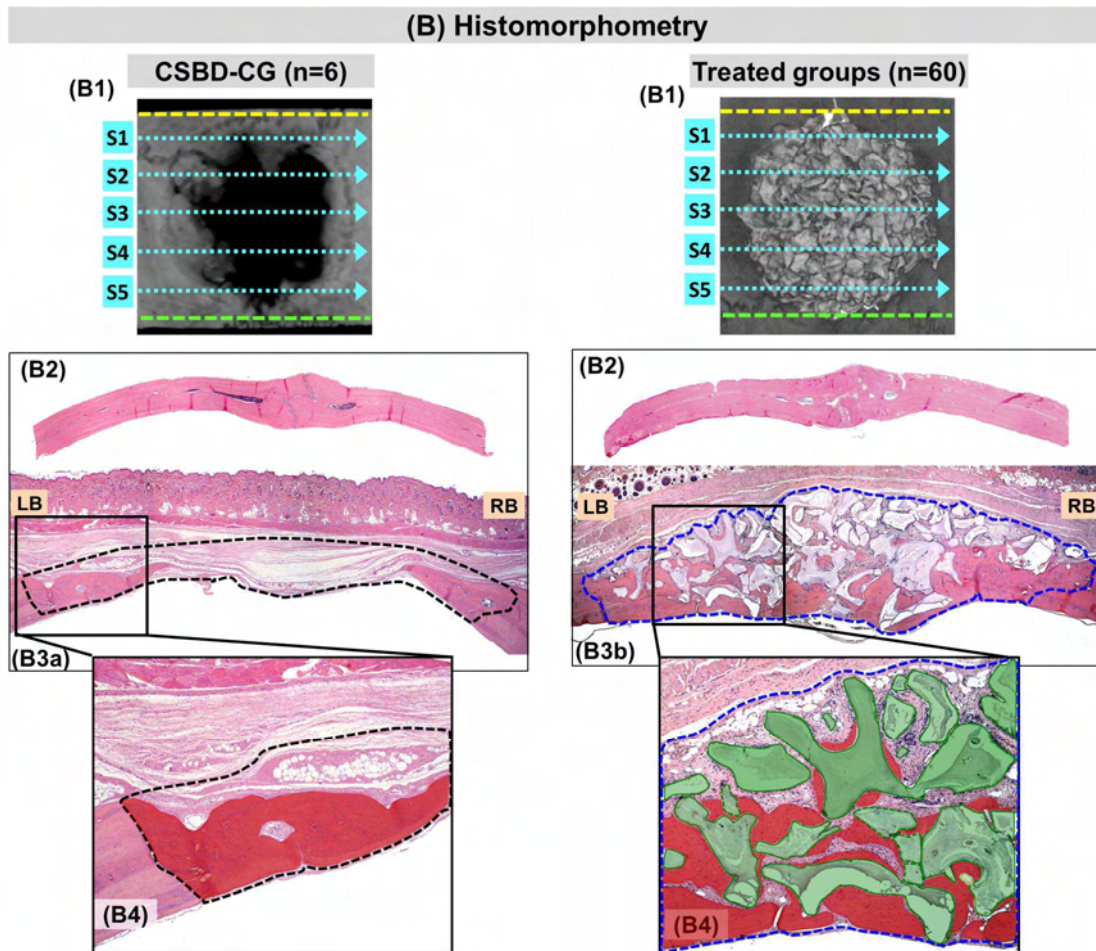 (B) Histomorphometry
CSBD-CG (n=6)
Treated groups (n=60)
(B1)
S1
S2
S3
S4
S5
(B1)
S1
S2
S3
S4
S5
(B2)
LB
RB
(B3a)
(B4)
(B2)
LB
RB
(B3b)
(B4)